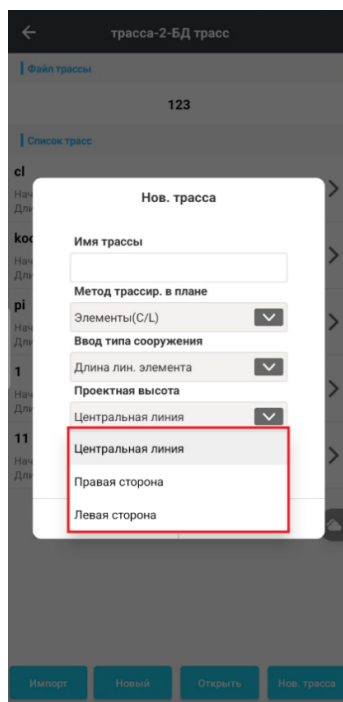 трасса-2-БД трасс
Файл трассы
123
Список трасс
cl
Нов. трасса
Имя трассы
pi
Метод трассир. в плане
Элементы(C/L)
Ввод типа сооружения
1
Длина лин. элемента
Проектная высота
Центральная линия
11
Центральная линия
Правая сторона
Левая сторона
Импорт
Новый
Открыть
Нов. трасса